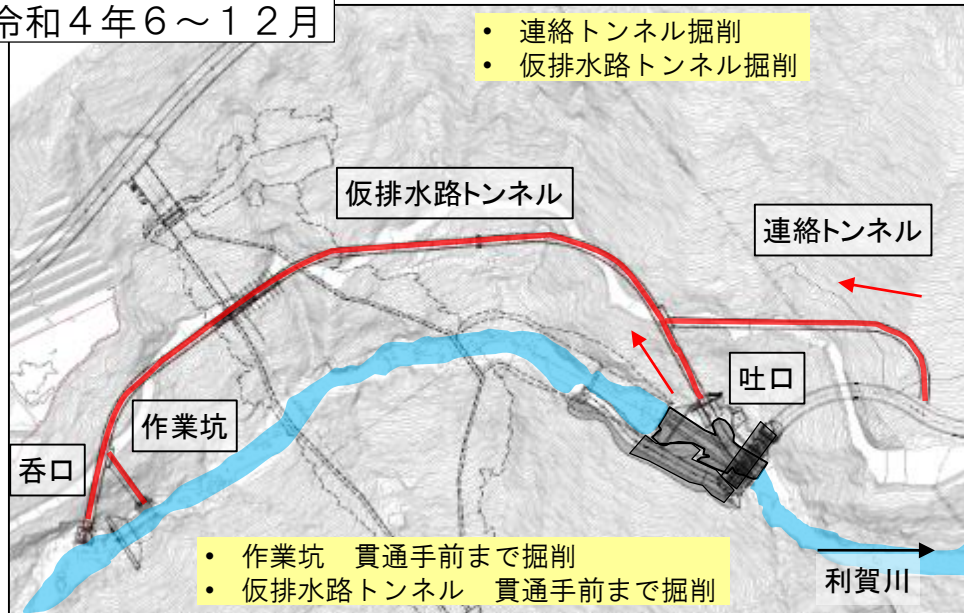 令和４年６～１２月
• 連絡トンネル掘削
• 仮排水路トンネル掘削
仮排水路トンネル
連絡トンネル
吐口
作業坑
呑口
• 作業坑　貫通手前まで掘削
• 仮排水路トンネル　貫通手前まで掘削
利賀川